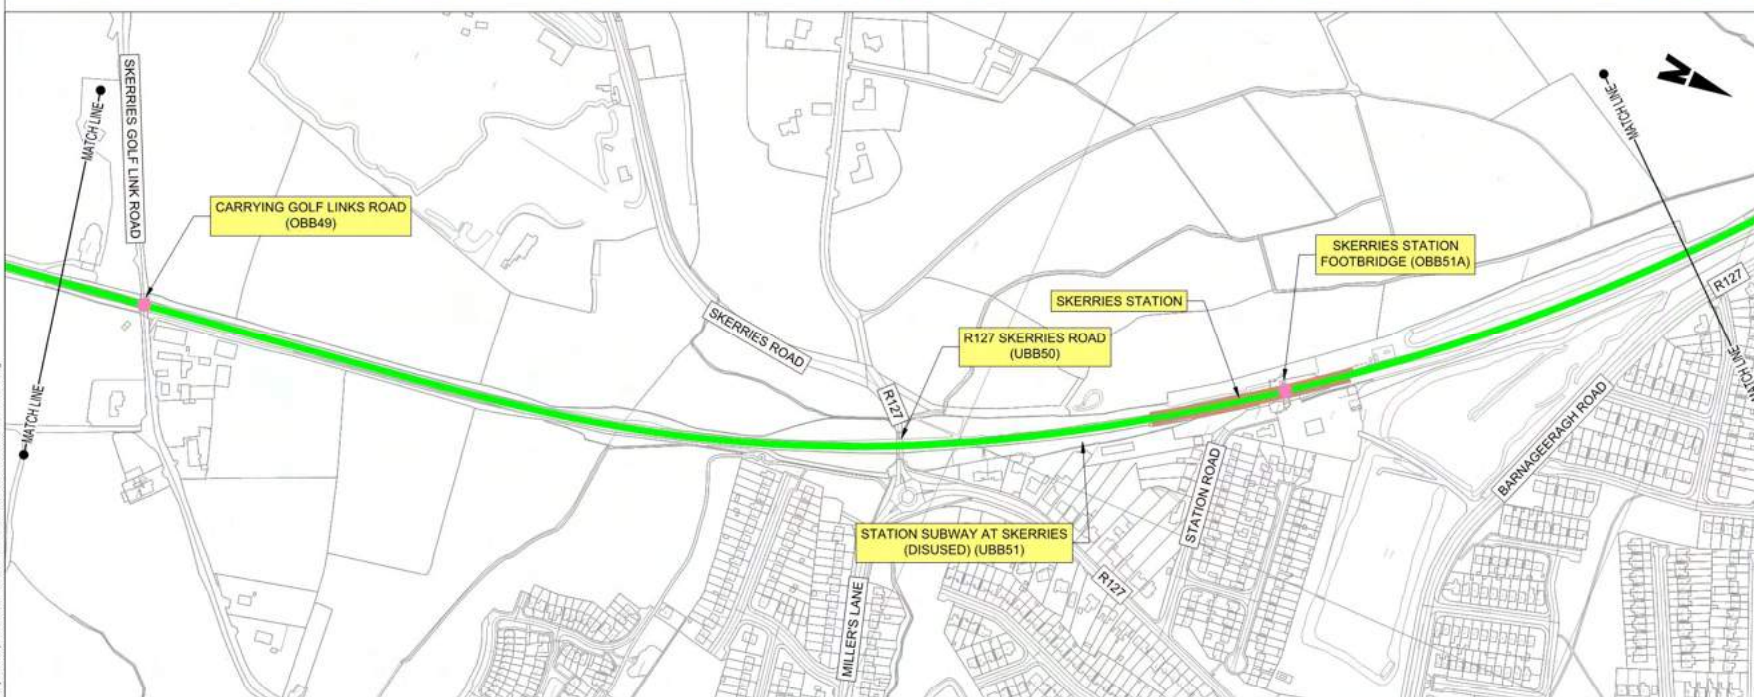 SKERRIES GOLF LINK ROAD
MATCH LINE
MATCH LINE
CARRYING GOLF LINKS ROAD
(OBB49)
SKERRIES ROAD
R127
R127 SKERRIES ROAD
(UBB50)
SKERRIES STATION
SKERRIES STATION
FOOTBRIDGE (OBB51A)
MATCH LINE
MATCH LINE
N
R127
BARNAGEERAGH ROAD
STATION ROAD
STATION SUBWAY AT SKERRIES
(DISUSED) (UBB51)
R127
MILLER'S LANE